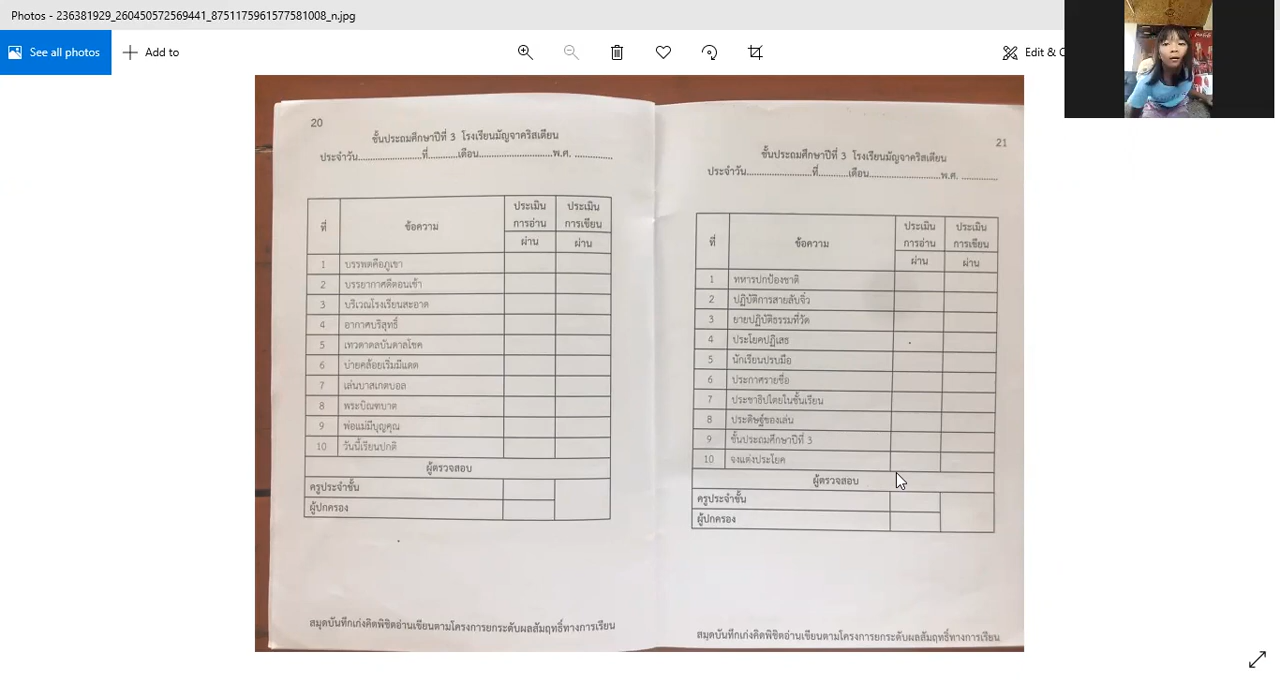 Photos - 236381929_260450572569441_8751175961577581008_n.jpg
See all photos
Add to
Edit & C
20
ชั้นประถมศึกษาปีที่ 3 โรงเรียนมัญจาคริสเตียน
ประจำวัน......................ที่..........เดือน..........................พ.ศ. .............
ที่ ข้อความ ประเมินการอ่าน ประเมินการเขียน
ผ่าน ผ่าน
1 บรรพตคือภูเขา
2 บรรยากาศดีตอนเช้า
3 บริเวณโรงเรียนสะอาด
4 อากาศบริสุทธิ์
5 เทวดาดลบันดาลโชค
6 บ่ายคล้อยเริ่มมีแดด
7 เล่นบาสเกตบอล
8 พระบิณฑบาต
9 พ่อแม่มีบุญคุณ
10 วันนี้เรียนปกติ
ผู้ตรวจสอบ
ครูประจำชั้น
ผู้ปกครอง
สมุดบันทึกเก่งคิดพิชิตอ่านเขียนตามโครงการยกระดับผลสัมฤทธิ์ทางการเรียน
21
ชั้นประถมศึกษาปีที่ 3 โรงเรียนมัญจาคริสเตียน
ประจำวัน......................ที่..........เดือน..........................พ.ศ. .............
ที่ ข้อความ ประเมินการอ่าน ประเมินการเขียน
ผ่าน ผ่าน
1 ทหารปกป้องชาติ
2 ปฏิบัติการสายลับจิ๋ว
3 ยายปฏิบัติธรรมที่วัด
4 ประโยคปฏิเสธ
5 นักเรียนปรบมือ
6 ประกาศรายชื่อ
7 ประชาธิปไตยในชั้นเรียน
8 ประดิษฐ์ของเล่น
9 ชั้นประถมศึกษาปีที่ 3
10 จงแต่งประโยค
ผู้ตรวจสอบ
ครูประจำชั้น
ผู้ปกครอง
สมุดบันทึกเก่งคิดพิชิตอ่านเขียนตามโครงการยกระดับผลสัมฤทธิ์ทางการเรียน